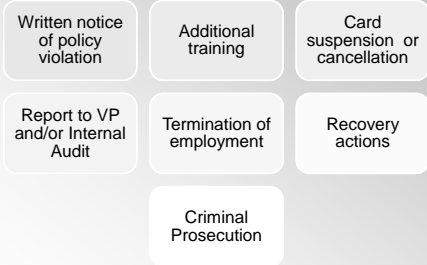 Written notice
of policy
violation
Additional
training
Card
suspension or
cancellation
Report to VP
and/or Internal
Audit
Termination of
employment
Recovery
actions
Criminal
Prosecution